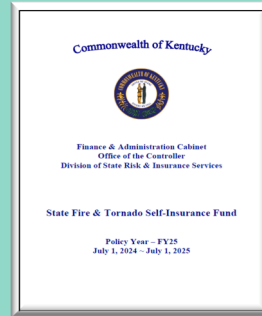 Commonwealth of Kentucky
Finance & Administration Cabinet
Office of the Controller
Division of State Risk & Insurance Services
State Fire & Tornado Self-Insurance Fund
Policy Year – FY25
July 1, 2024 ~ July 1, 2025